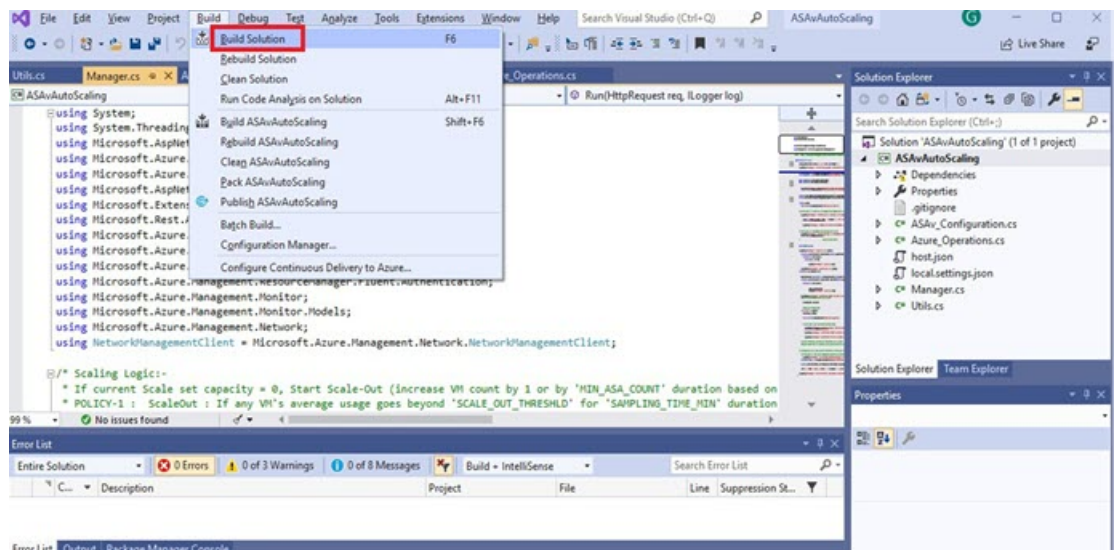 File Edit View Project Build Debug Test Analyze Tools Extensions Window Help Search Visual Studio (Ctrl+Q) ASAvAutoScaling G
Live Share
Build Solution F6
Rebuild Solution
Clean Solution
Run Code Analysis on Solution Alt+F11
Build ASAvAutoScaling Shift+F6
Rebuild ASAvAutoScaling
Clean ASAvAutoScaling
Pack ASAvAutoScaling
Publish ASAvAutoScaling
Batch Build...
Configuration Manager...
Configure Continuous Delivery to Azure...
Utils.cs Manager.cs A e_Operations.cs
ASAvAutoScaling Run(HttpRequest req, ILogger log)
using System;
using System.Threading
using Microsoft.AspNet
using Microsoft.Azure.
using Microsoft.Azure.
using Microsoft.AspNet
using Microsoft.Extens
using Microsoft.Rest.A
using Microsoft.Azure.
using Microsoft.Azure.
using Microsoft.Azure.
using Microsoft.Azure.Management.ResourceManager.Fluent.Authentication;
using Microsoft.Azure.Management.Monitor;
using Microsoft.Azure.Management.Monitor.Models;
using Microsoft.Azure.Management.Network;
using NetworkManagementClient = Microsoft.Azure.Management.Network.NetworkManagementClient;
/* Scaling Logic:-
* If current Scale set capacity = 0, Start Scale-Out (increase VM count by 1 or by 'MIN_ASA_COUNT' duration based on
* POLICY-1 : ScaleOut : If any VM's average usage goes beyond 'SCALE_OUT_THRESHLD' for 'SAMPLING_TIME_MIN' duration
99 % No issues found
Solution Explorer
Search Solution Explorer (Ctrl+;)
Solution 'ASAvAutoScaling' (1 of 1 project)
ASAvAutoScaling
Dependencies
Properties
.gitignore
C# ASAv_Configuration.cs
C# Azure_Operations.cs
host.json
local.settings.json
C# Manager.cs
C# Utils.cs
Solution Explorer Team Explorer
Properties
Error List
Entire Solution 0 Errors 0 of 3 Warnings 0 of 8 Messages Build + IntelliSense Search Error List
C... Description Project File Line Suppression St...
Error List Output Package Manager Console